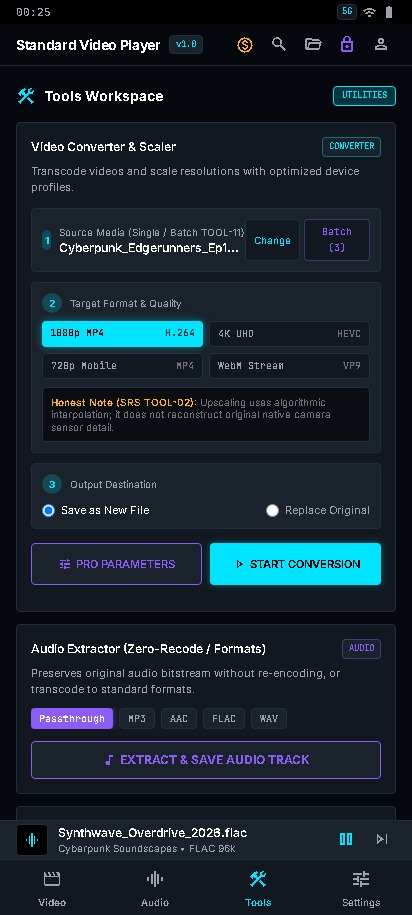 00:25
5G
Standard Video Player v1.0
Tools Workspace
UTILITIES
Video Converter & Scaler
CONVERTER
Transcode videos and scale resolutions with optimized device
profiles.
1
Source Media (Single / Batch TOOL-11)
Cyberpunk_Edgerunners_Ep1...
Change
Batch
(3)
2 Target Format & Quality
1080p MP4 H.264
4K UHD HEVC
720p Mobile MP4
WebM Stream VP9
Honest Note (SRS TOOL-02): Upscaling uses algorithmic
interpolation; it does not reconstruct original native camera
sensor detail.
3 Output Destination
Save as New File
Replace Original
PRO PARAMETERS
START CONVERSION
Audio Extractor (Zero-Recode / Formats)
AUDIO
Preserves original audio bitstream without re-encoding, or
transcode to standard formats.
Passthrough MP3 AAC FLAC WAV
EXTRACT & SAVE AUDIO TRACK
Synthwave_Overdrive_2026.flac
Cyberpunk Soundscapes • FLAC 96k
Video Audio Tools Settings